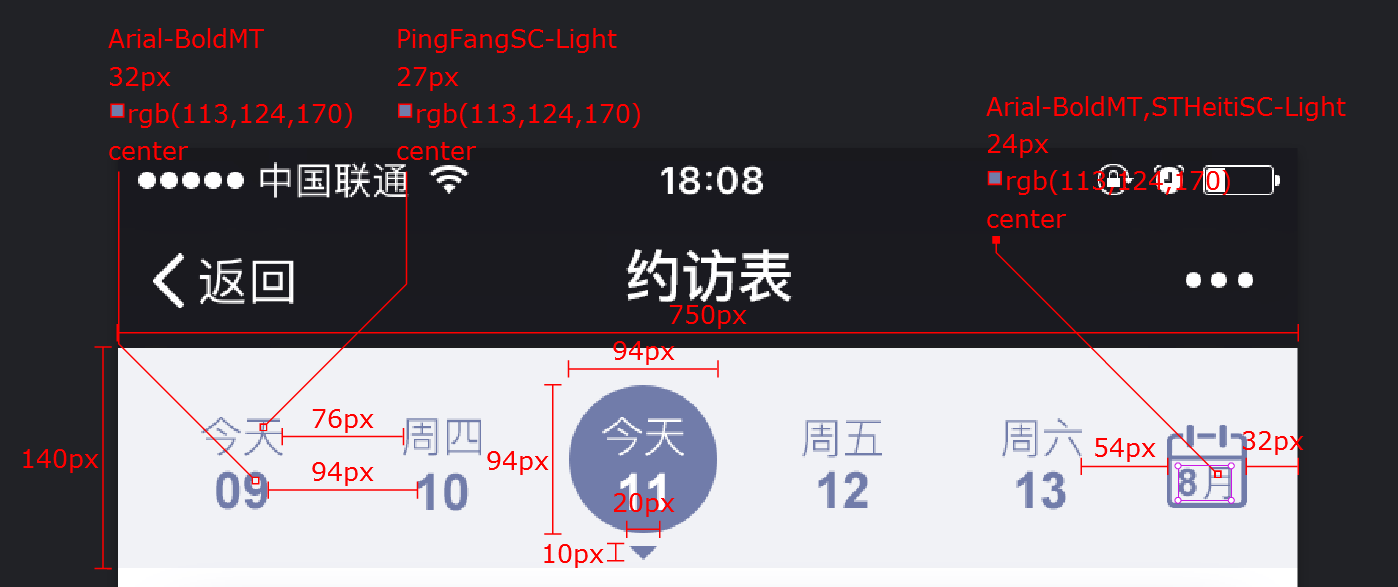 Arial-BoldMT
32px
rgb(113,124,170)
center
PingFangSC-Light
27px
rgb(113,124,170)
center
Arial-BoldMT,STHeitiSC-Light
24px
rgb(113,124,170)
center
中国联通
18:08
返回
约访表
750px
94px
140px
今天
09
76px
94px
周四
10
94px
今天
11
20px
10px
周五
12
周六
13
54px
8月
32px